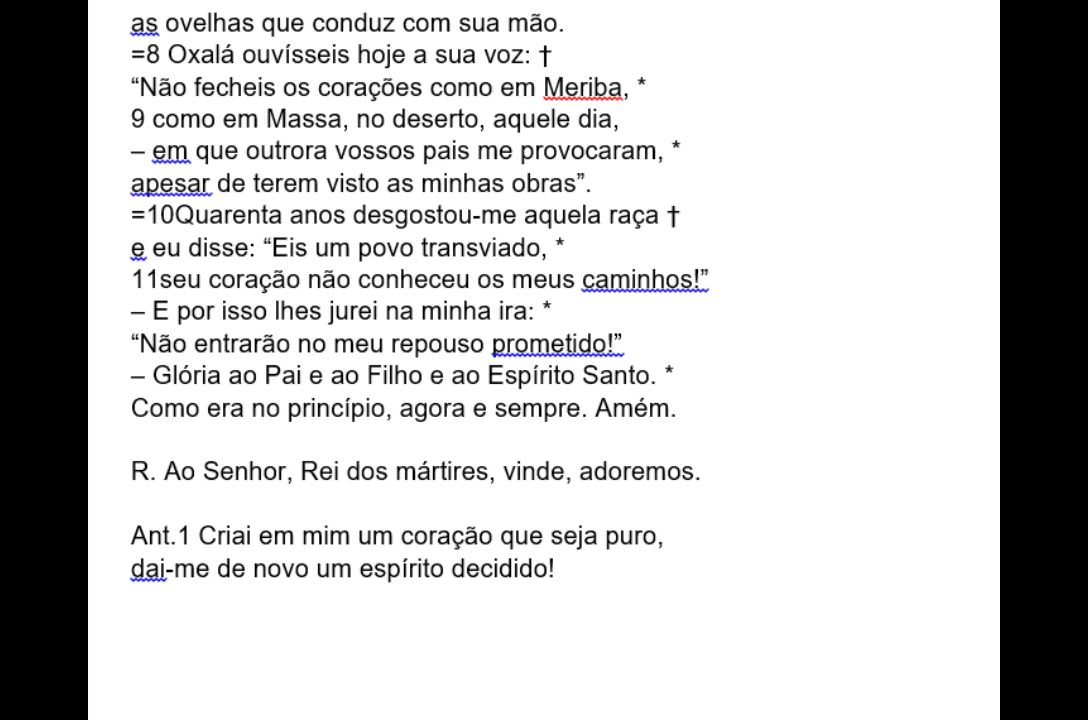 as ovelhas que conduz com sua mão.
=8 Oxalá ouvísseis hoje a sua voz: †
“Não fecheis os corações como em Meriba, *
9 como em Massa, no deserto, aquele dia,
– em que outrora vossos pais me provocaram, *
apesar de terem visto as minhas obras”.
=10Quarenta anos desgostou-me aquela raça †
e eu disse: “Eis um povo transviado, *
11seu coração não conheceu os meus caminhos!”
– E por isso lhes jurei na minha ira: *
“Não entrarão no meu repouso prometido!”
– Glória ao Pai e ao Filho e ao Espírito Santo. *
Como era no princípio, agora e sempre. Amém.
R. Ao Senhor, Rei dos mártires, vinde, adoremos.
Ant.1 Criai em mim um coração que seja puro,
dai-me de novo um espírito decidido!